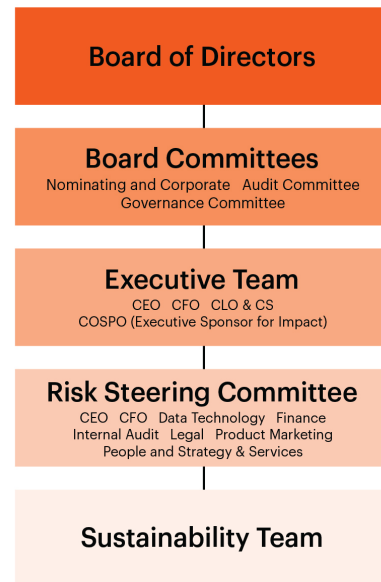 Board of Directors
Board Committees
Nominating and Corporate Audit Committee
Governance Committee
Executive Team
CEO CFO CLO & CS
COSPO (Executive Sponsor for Impact)
Risk Steering Committee
CEO CFO Data Technology Finance
Internal Audit Legal Product Marketing
People and Strategy & Services
Sustainability Team